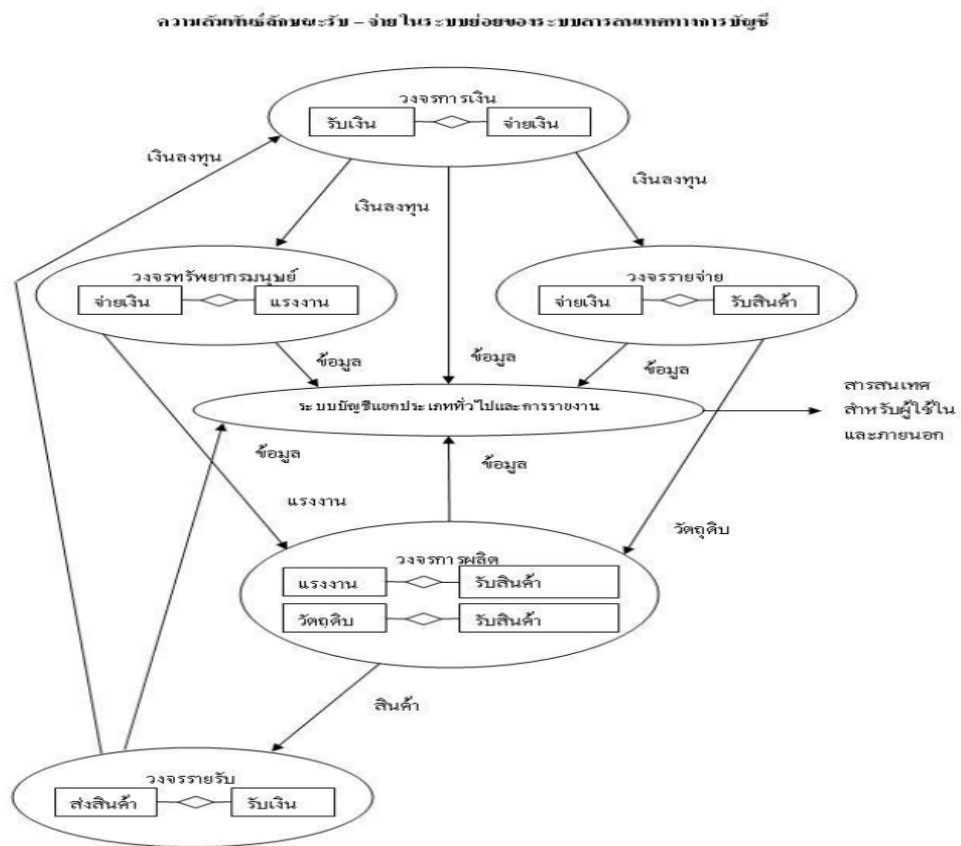 ความสัมพันธ์ลักษณะรับ – จ่าย ในระบบย่อยของระบบสารสนเทศทางการบัญชี
วงจรการเงิน
รับเงิน
จ่ายเงิน
เงินลงทุน
เงินลงทุน
เงินลงทุน
วงจรทรัพยากรมนุษย์
จ่ายเงิน
แรงงาน
วงจรรายจ่าย
จ่ายเงิน
รับสินค้า
ข้อมูล
ข้อมูล
ข้อมูล
ระบบบัญชีแยกประเภททั่วไปและการรายงาน
สารสนเทศ
สำหรับผู้ใช้ใน
และภายนอก
ข้อมูล
ข้อมูล
แรงงาน
วัตถุดิบ
วงจรการผลิต
แรงงาน
รับสินค้า
วัตถุดิบ
รับสินค้า
สินค้า
วงจรรายรับ
ส่งสินค้า
รับเงิน